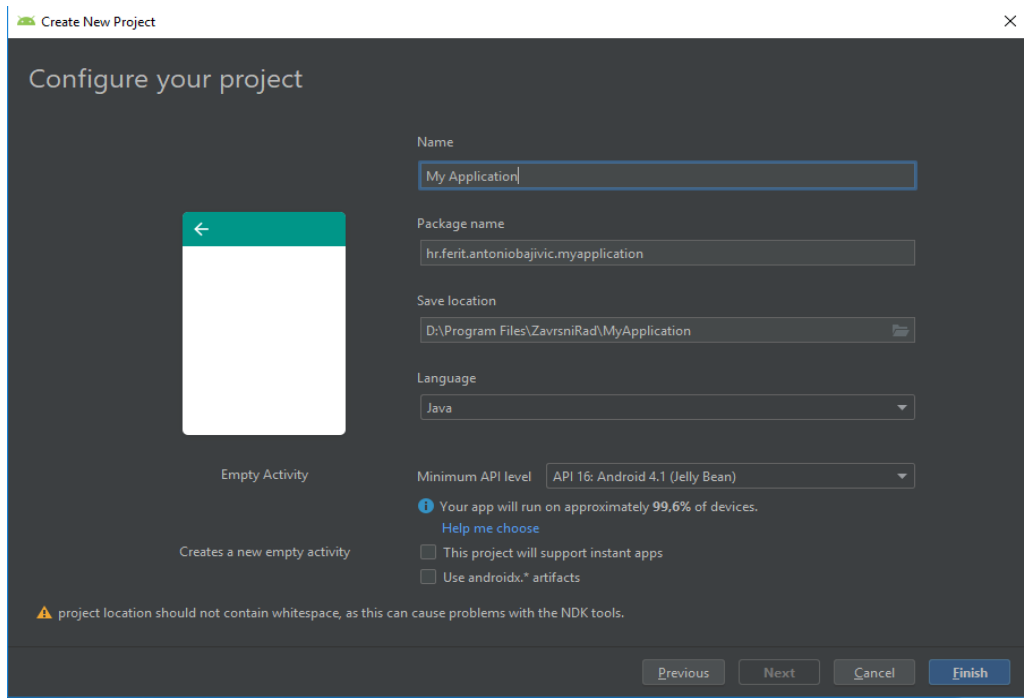 Create New Project
Configure your project
Name
My Application
Package name
hr.ferit.antoniobajivic.myapplication
Save location
D:\Program Files\ZavrsniRad\MyApplication
Language
Java
Empty Activity
Minimum API level API 16: Android 4.1 (Jelly Bean)
Your app will run on approximately 99,6% of devices.
Help me choose
Creates a new empty activity
This project will support instant apps
Use androidx.* artifacts
project location should not contain whitespace, as this can cause problems with the NDK tools.
Previous Next Cancel Finish